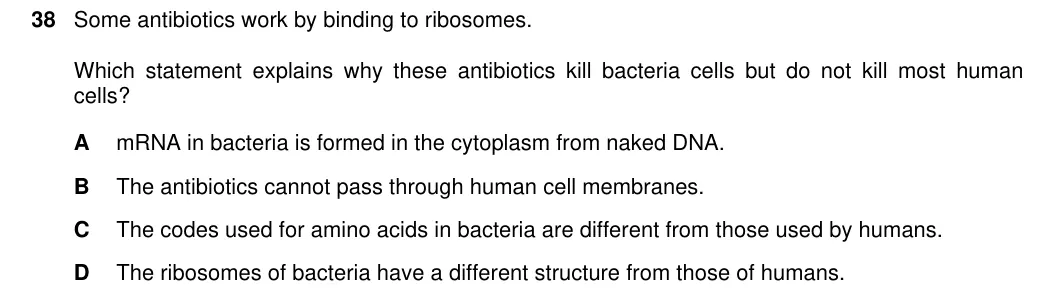 38 Some antibiotics work by binding to ribosomes.
Which statement explains why these antibiotics kill bacteria cells but do not kill most human
cells?
A mRNA in bacteria is formed in the cytoplasm from naked DNA.
B The antibiotics cannot pass through human cell membranes.
C The codes used for amino acids in bacteria are different from those used by humans.
D The ribosomes of bacteria have a different structure from those of humans.